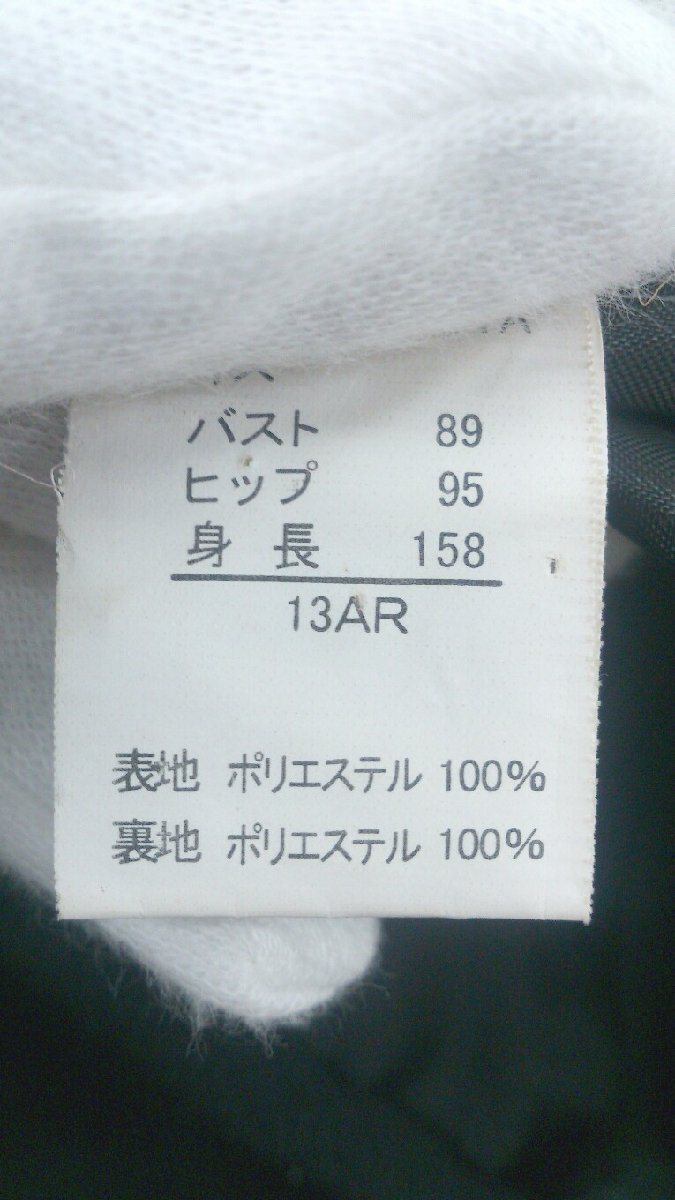 バスト 89
ヒップ 95
身長 158
13AR
表地 ポリエステル 100%
裏地 ポリエステル 100%